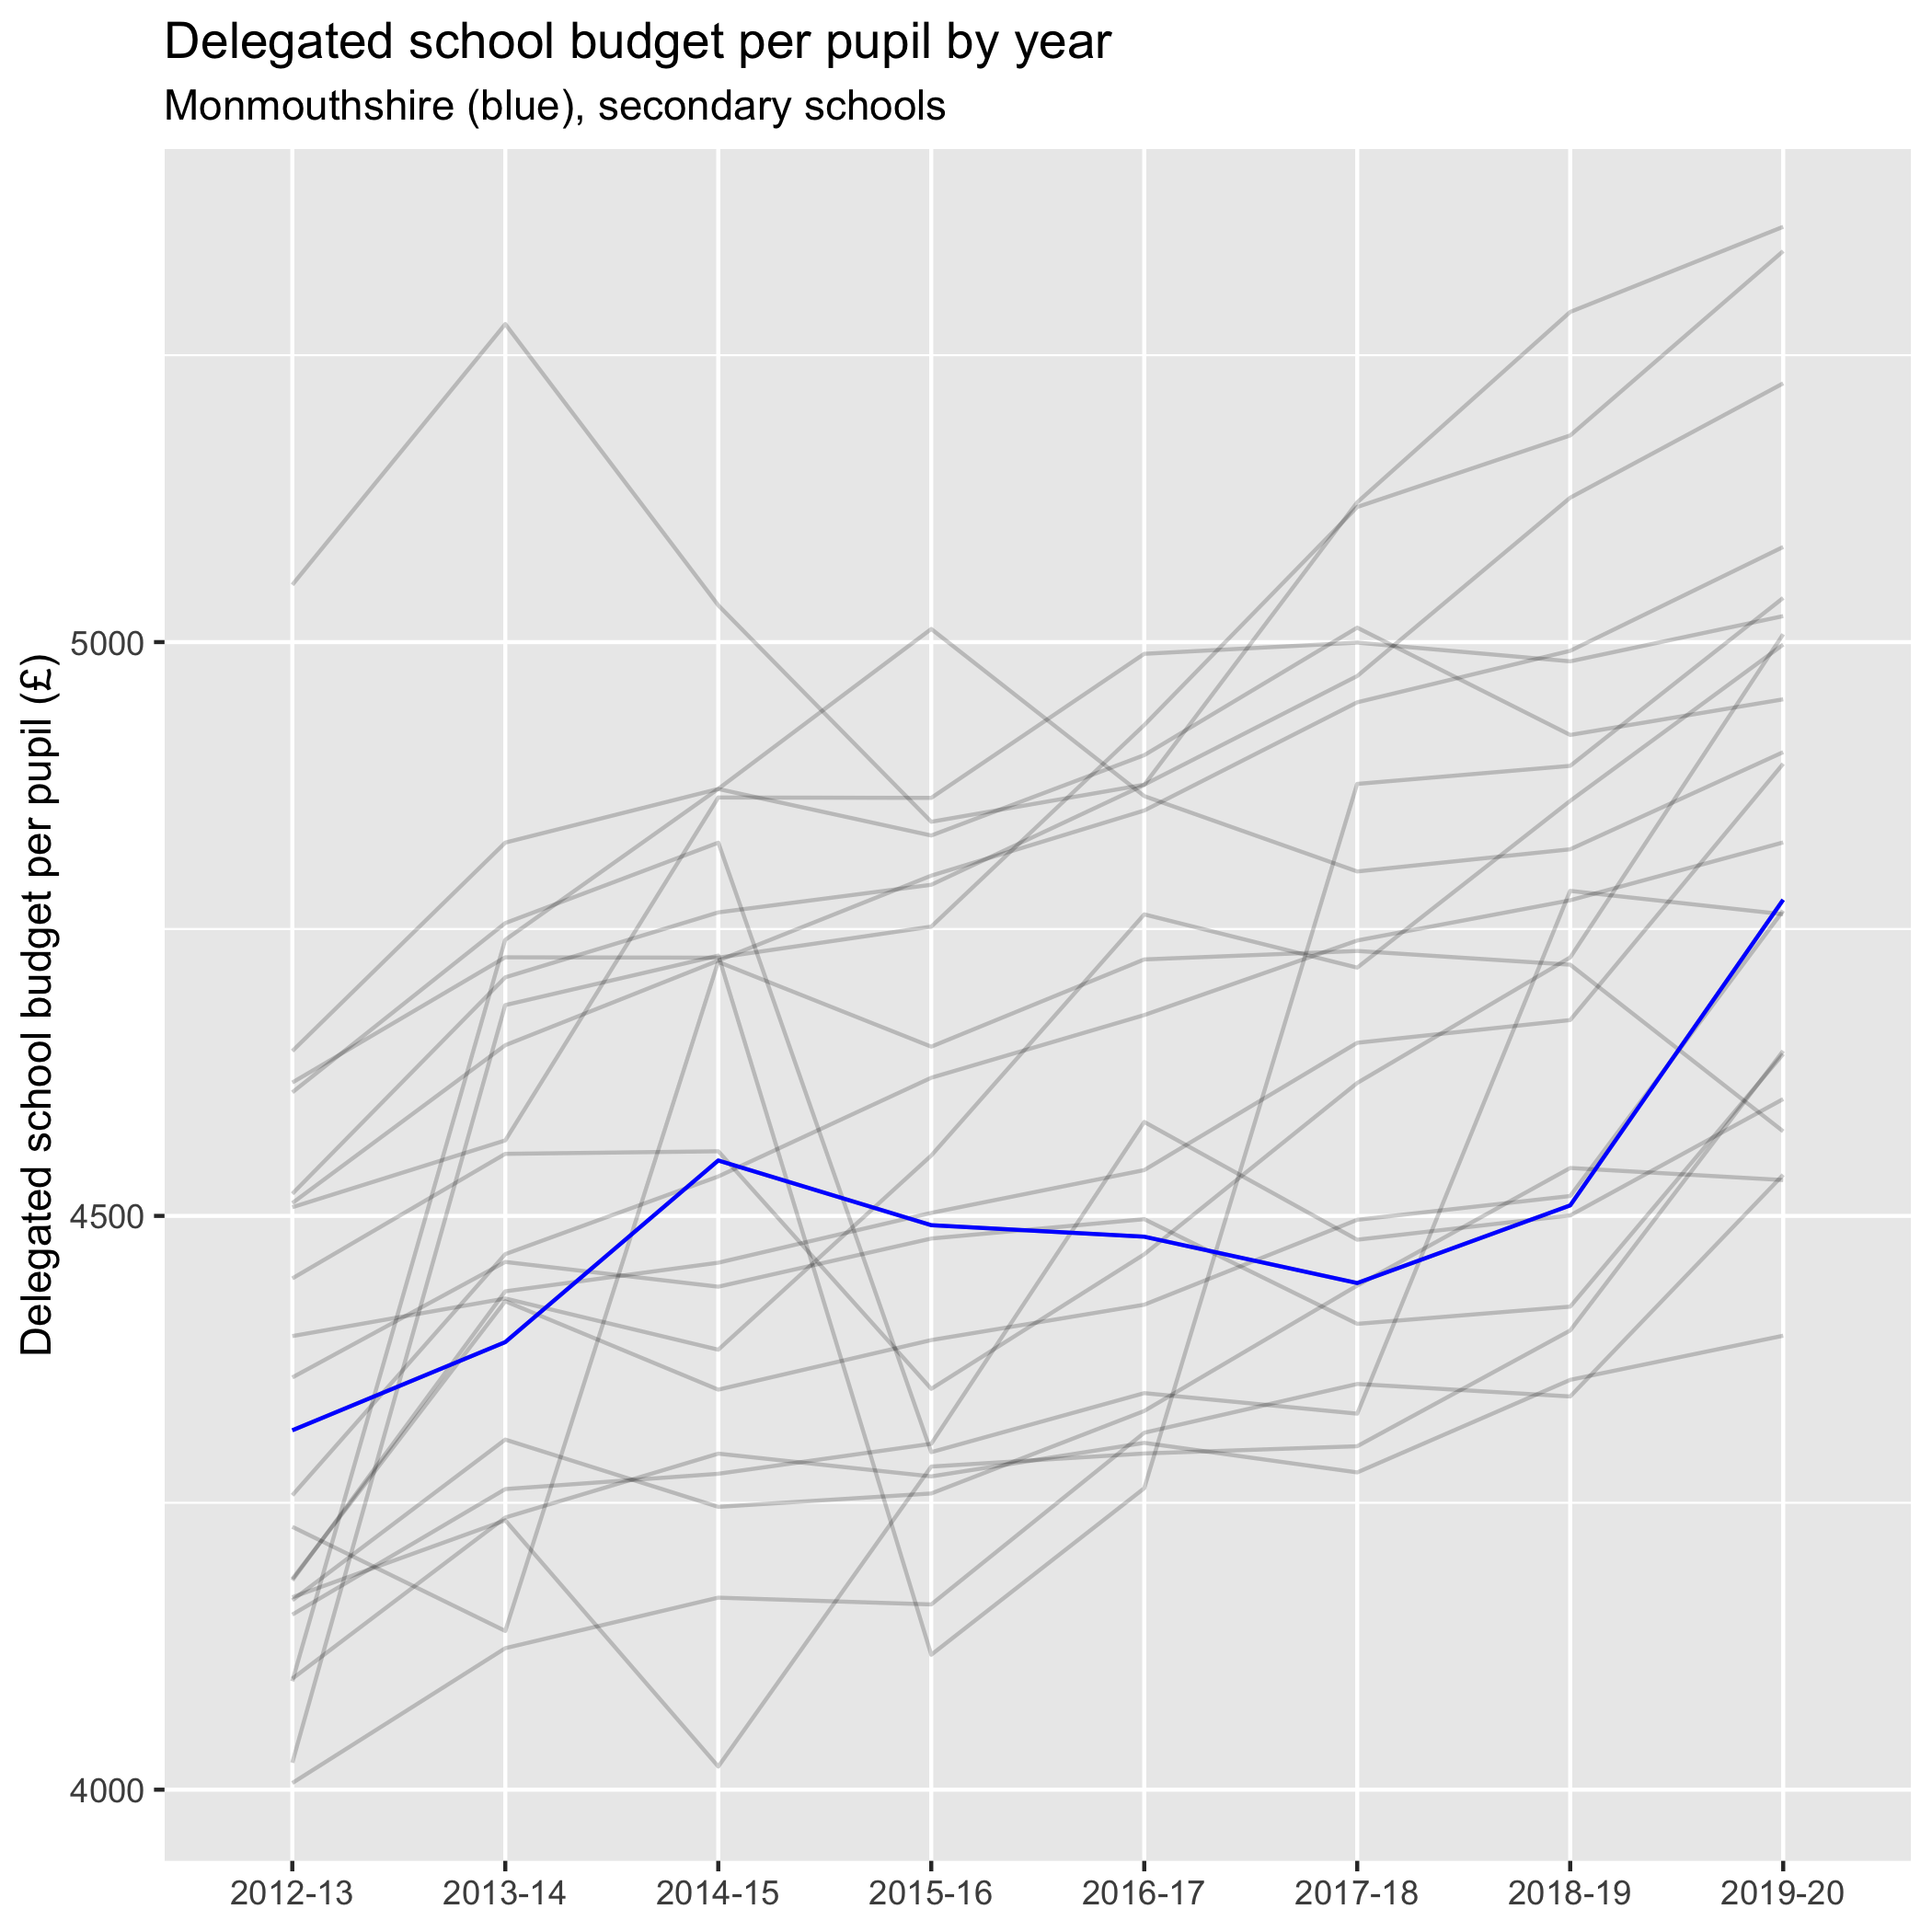 Delegated school budget per pupil by year
Monmouthshire (blue), secondary schools
Delegated school budget per pupil (£)
5000
4500
4000
2012-13 2013-14 2014-15 2015-16 2016-17 2017-18 2018-19 2019-20